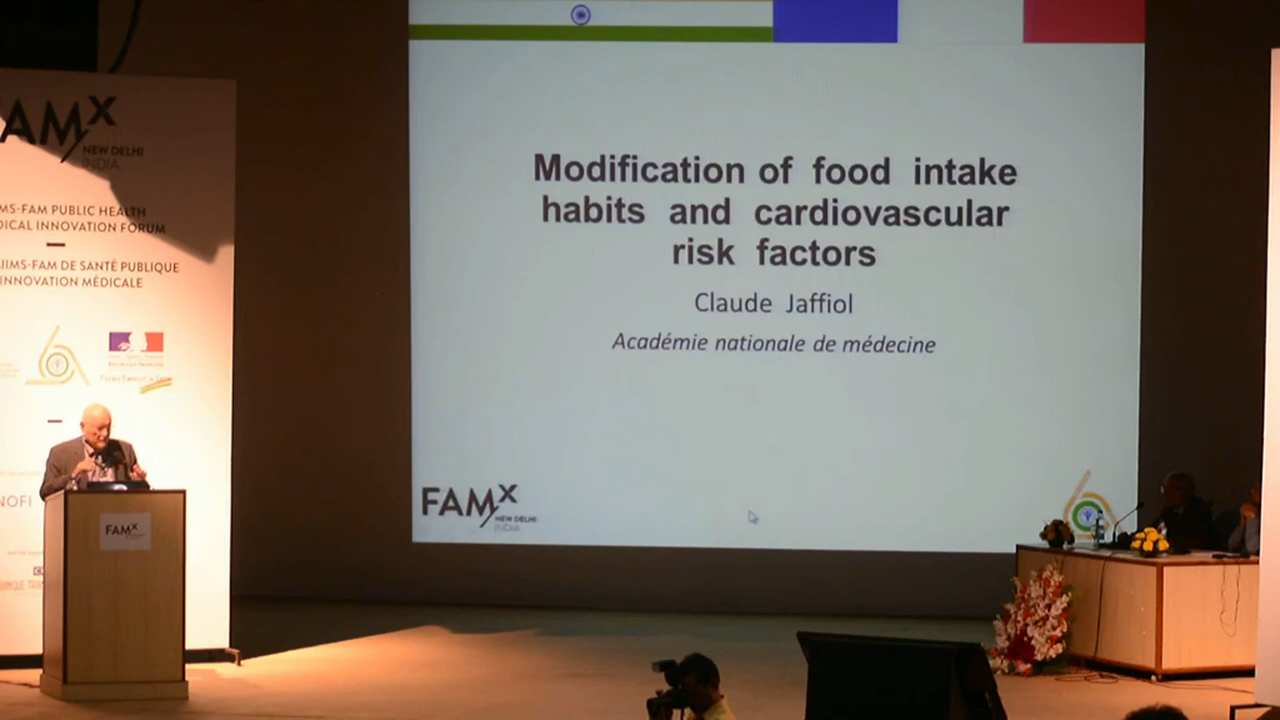 FAMX
NEW DELHI
INDIA
MS-FAM PUBLIC HEALTH
DICAL INNOVATION FORUM
IIMS-FAM DE SANTÉ PUBLIQUE
INNOVATION MÉDICALE
NOFI
FAMX
Modification of food intake
habits and cardiovascular
risk factors
Claude Jaffiol
Académie nationale de médecine
FAMX
NEW DELHI
INDIA